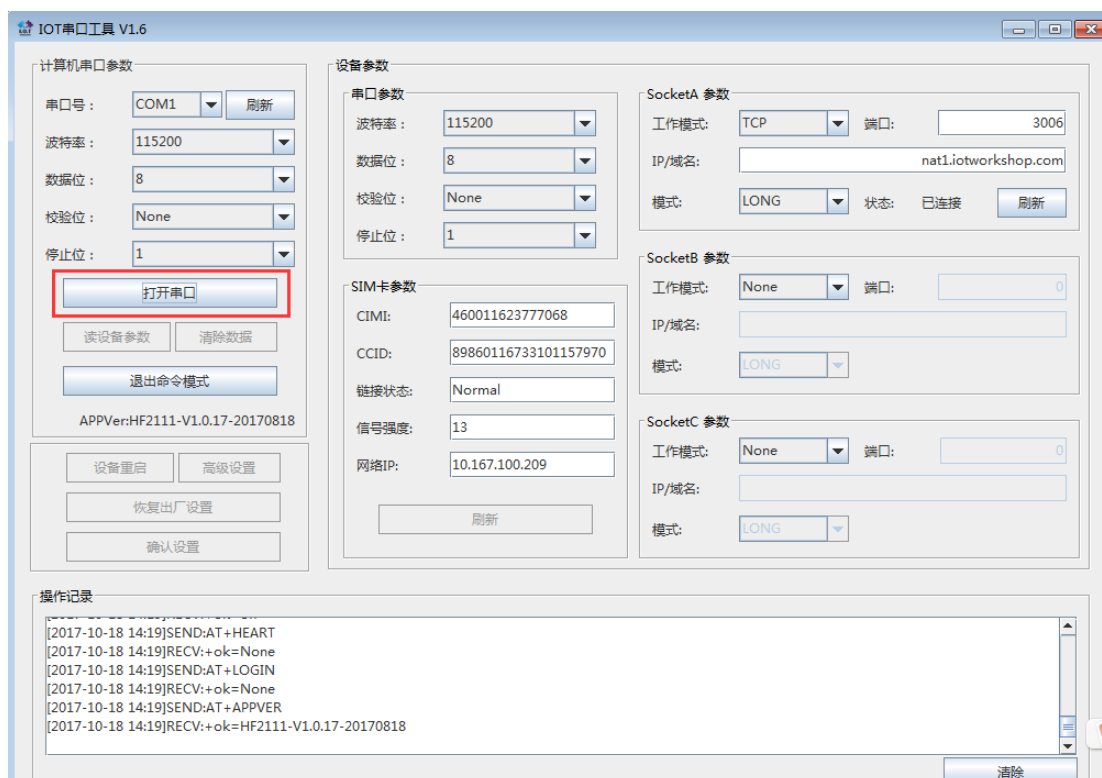 IOT串口工具 V1.6
计算机串口参数
串口号：
COM1
刷新
波特率：
115200
数据位：
8
校验位：
None
停止位：
1
打开串口
读设备参数
清除数据
退出命令模式
APPVer:HF2111-V1.0.17-20170818
设备重启
高级设置
恢复出厂设置
确认设置
设备参数
串口参数
波特率：
115200
数据位：
8
校验位：
None
停止位：
1
SIM卡参数
CIMI:
460011623777068
CCID:
89860116733101157970
链接状态:
Normal
信号强度:
13
网络IP:
10.167.100.209
刷新
SocketA 参数
工作模式:
TCP
端口:
3006
IP/域名:
nat1.iotworkshop.com
模式:
LONG
状态:
已连接
刷新
SocketB 参数
工作模式:
None
端口:
0
IP/域名:
模式:
LONG
SocketC 参数
工作模式:
None
端口:
0
IP/域名:
模式:
LONG
操作记录
[2017-10-18 14:19]SEND:AT+HEART
[2017-10-18 14:19]RECV:+ok=None
[2017-10-18 14:19]SEND:AT+LOGIN
[2017-10-18 14:19]RECV:+ok=None
[2017-10-18 14:19]SEND:AT+APPVER
[2017-10-18 14:19]RECV:+ok=HF2111-V1.0.17-20170818
清除